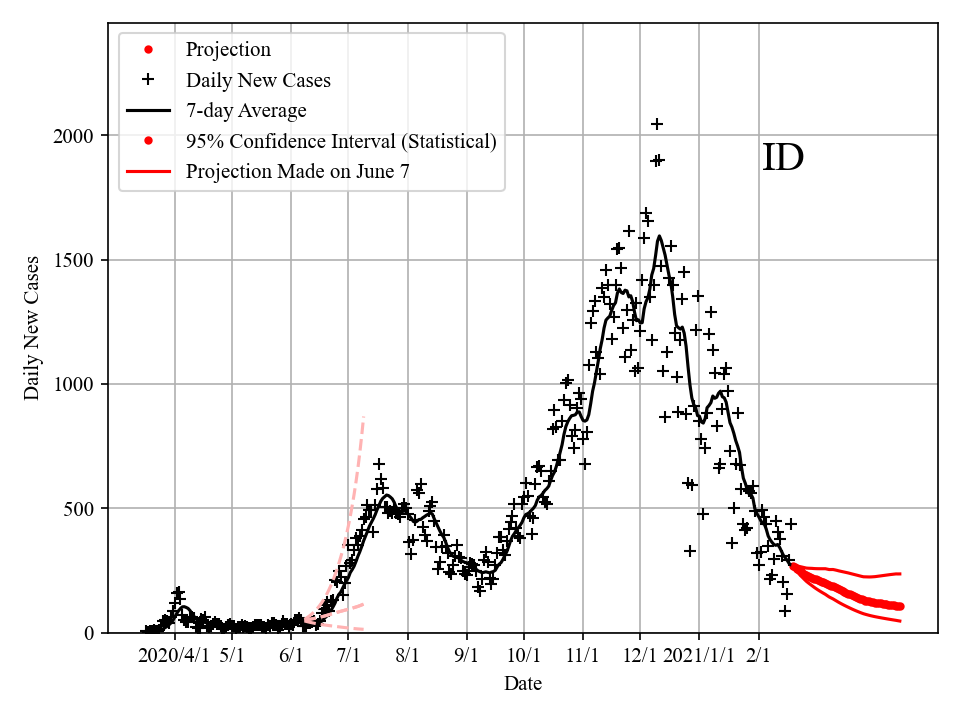 Projection
Daily New Cases
7-day Average
95% Confidence Interval (Statistical)
Projection Made on June 7
ID
2000
1500
1000
500
0
Daily New Cases
2020/4/1 5/1 6/1 7/1 8/1 9/1 10/1 11/1 12/1 2021/1/1 2/1
Date